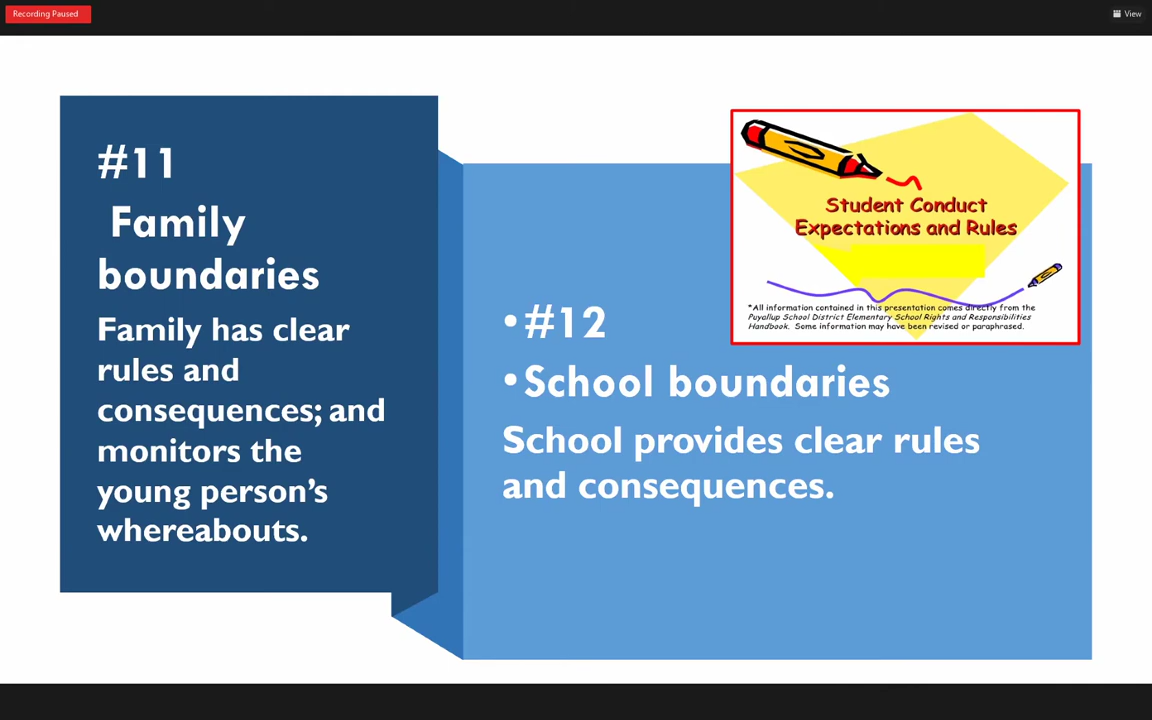 Recording Paused
View
#11
Family
boundaries
Family has clear
rules and
consequences; and
monitors the
young person’s
whereabouts.
Student Conduct
Expectations and Rules
*All information contained in this presentation comes directly from the
Puyallup School District Elementary School Rights and Responsibilities
Handbook. Some information may have been revised or paraphrased.
•#12
•School boundaries
School provides clear rules
and consequences.